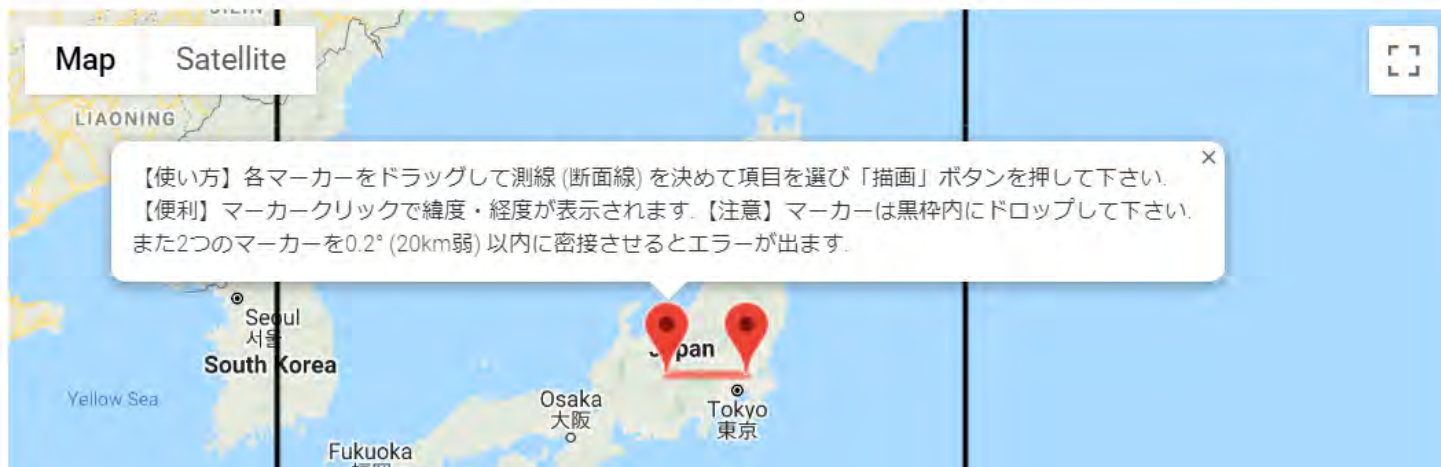 Map Satellite
LIAONING
×
【使い方】各マーカーをドラッグして測線 (断面線) を決めて項目を選び「描画」ボタンを押して下さい.
【便利】マーカークリックで緯度・経度が表示されます.【注意】マーカーは黒枠内にドロップして下さい.
また2つのマーカーを0.2° (20km弱) 以内に密接させるとエラーが出ます.
Seoul
서울
South Korea
Yellow Sea
Osaka
大阪
Tokyo
東京
Fukuoka